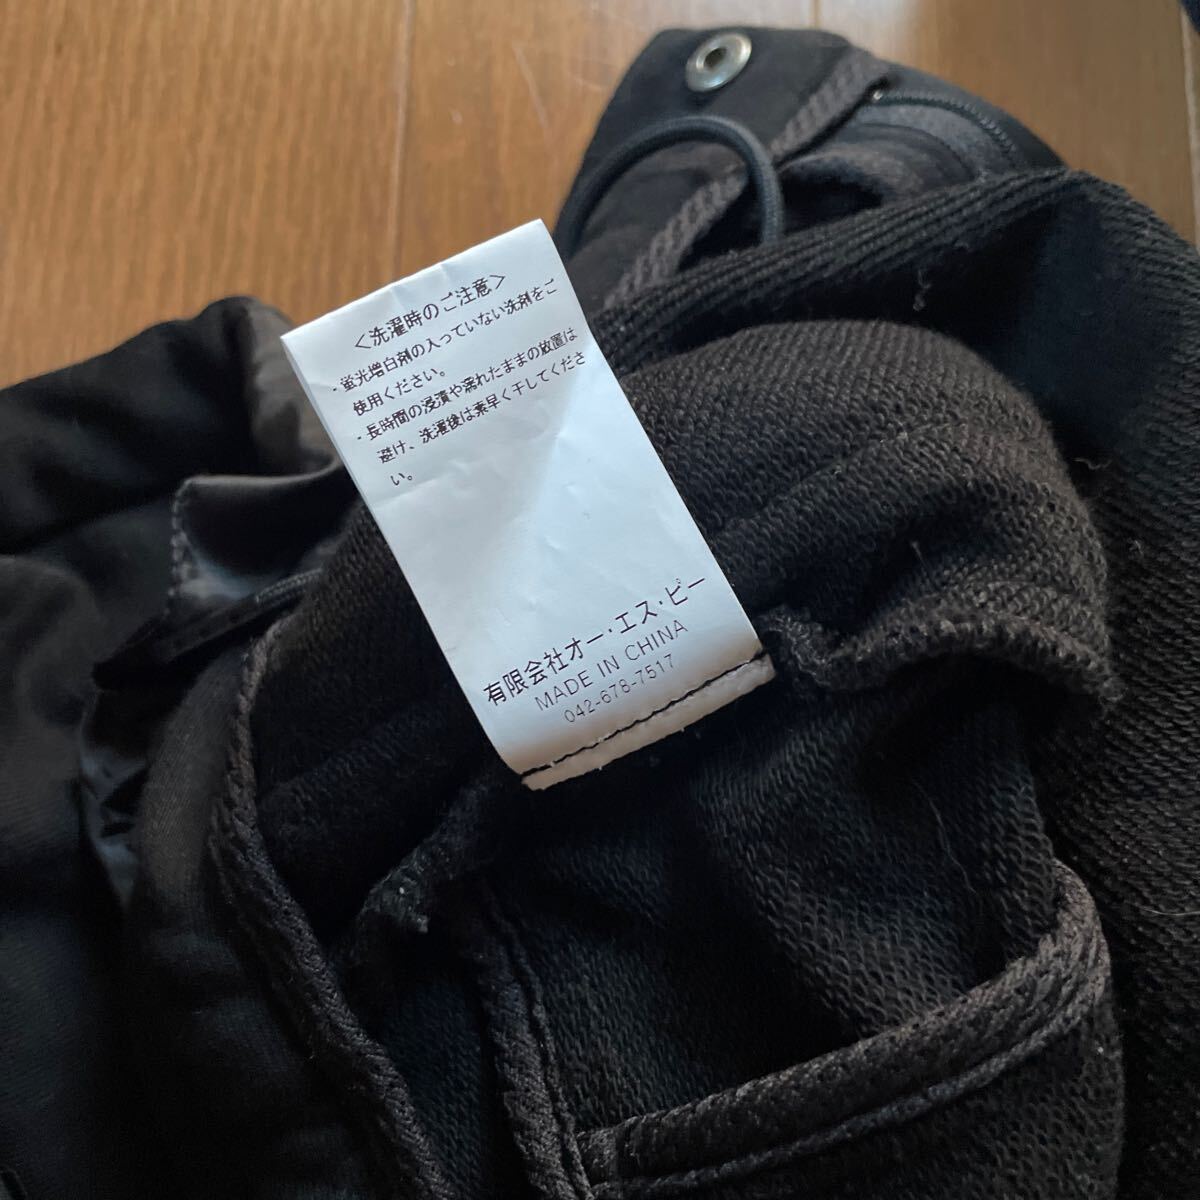 <洗濯時のご注意>
・蛍光増白剤の入っていない洗剤をご
使用ください。
・長時間の浸漬や濡れたままの放置は
避け、洗濯後は素早く干してくださ
い。
有限会社オー・エス・ピー
MADE IN CHINA
042-678-7517